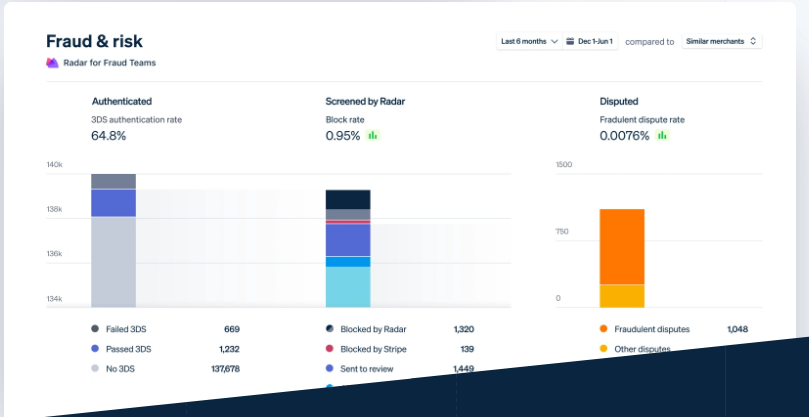 Fraud & risk
Last 6 months Dec 1-Jun 1 compared to Similar merchants
Radar for Fraud Teams
Authenticated
3DS authentication rate
64.8%
Screened by Radar
Block rate
0.95%
Disputed
Fradulent dispute rate
0.0076%
140k
138k
136k
134k
1500
750
0
Failed 3DS 669
Passed 3DS 1,232
No 3DS 137,678
Blocked by Radar 1,320
Blocked by Stripe 139
Sent to review 1,449
Fraudulent disputes 1,048
Other disputes